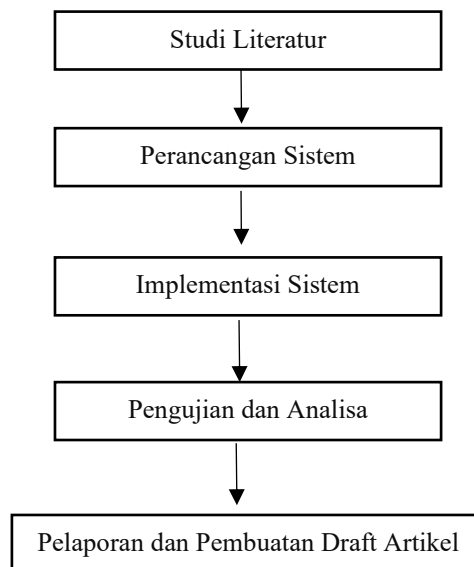 Studi Literatur
Perancangan Sistem
Implementasi Sistem
Pengujian dan Analisa
Pelaporan dan Pembuatan Draft Artikel